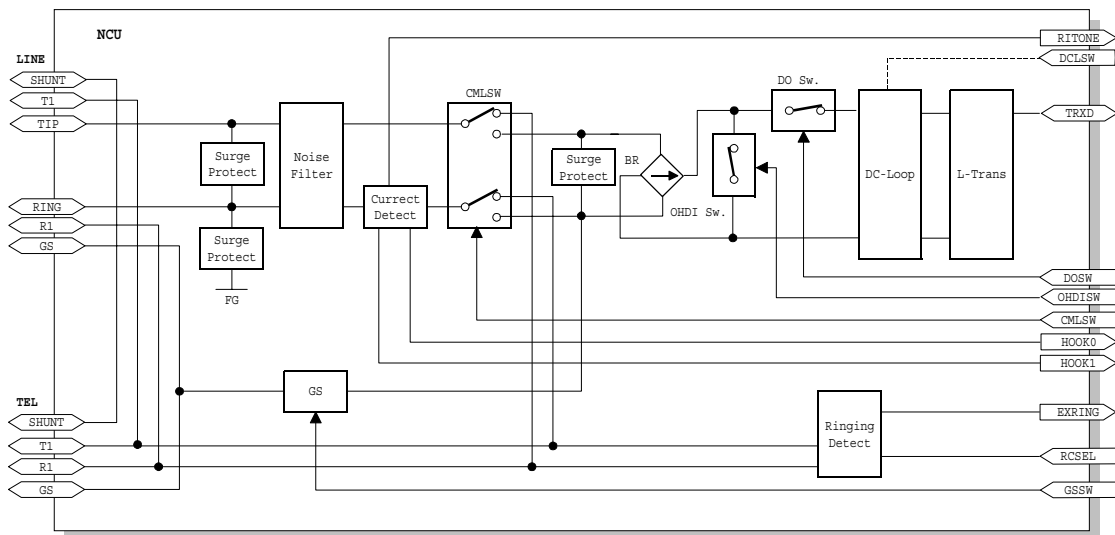 NCU
RITONE
LINE
DCLSW
SHUNT
DO Sw.
T1
CMLSW
TIP
TRXD
Noise
Filter
Surge
Protect
Surge
Protect
BR
DC-Loop
L-Trans
RING
Currect
Detect
OHDI Sw.
R1
GS
Surge
Protect
FG
DOSW
OHDISW
CMLSW
HOOK0
HOOK1
GS
TEL
SHUNT
EXRING
T1
Ringing
Detect
R1
RCSEL
GS
GSSW